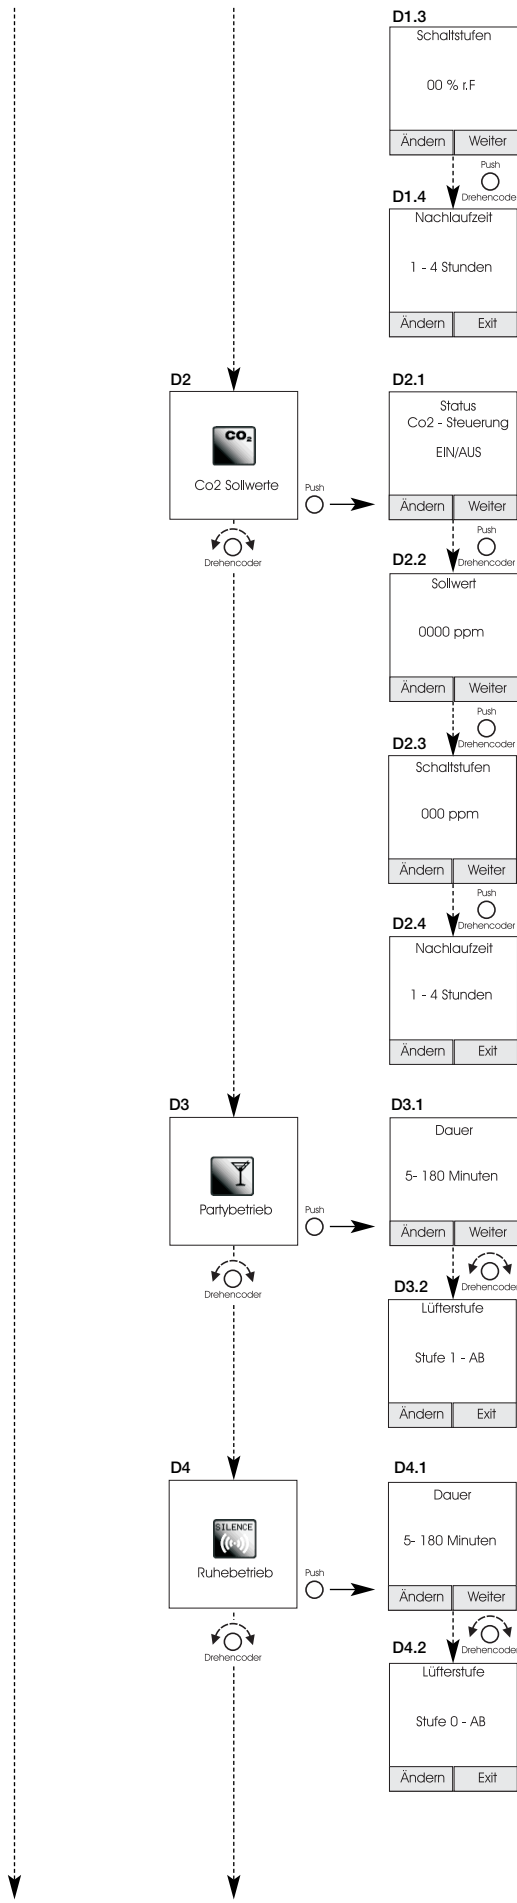 D1.3
Schaltstufen
00 % r.F
Ändern Weiter
Push
Drehencoder
D1.4
Nachlaufzeit
1 - 4 Stunden
Ändern Exit
D2
CO₂
Co2 Sollwerte
Push
Drehencoder
D2.1
Status
Co2 - Steuerung
EIN/AUS
Ändern Weiter
Push
Drehencoder
D2.2
Sollwert
0000 ppm
Ändern Weiter
Push
Drehencoder
D2.3
Schaltstufen
000 ppm
Ändern Weiter
Push
Drehencoder
D2.4
Nachlaufzeit
1 - 4 Stunden
Ändern Exit
D3
Partybetrieb
Push
Drehencoder
D3.1
Dauer
5- 180 Minuten
Ändern Weiter
Drehencoder
D3.2
Lüfterstufe
Stufe 1 - AB
Ändern Exit
D4
SILENCE
Ruhebetrieb
Push
Drehencoder
D4.1
Dauer
5- 180 Minuten
Ändern Weiter
Drehencoder
D4.2
Lüfterstufe
Stufe 0 - AB
Ändern Exit